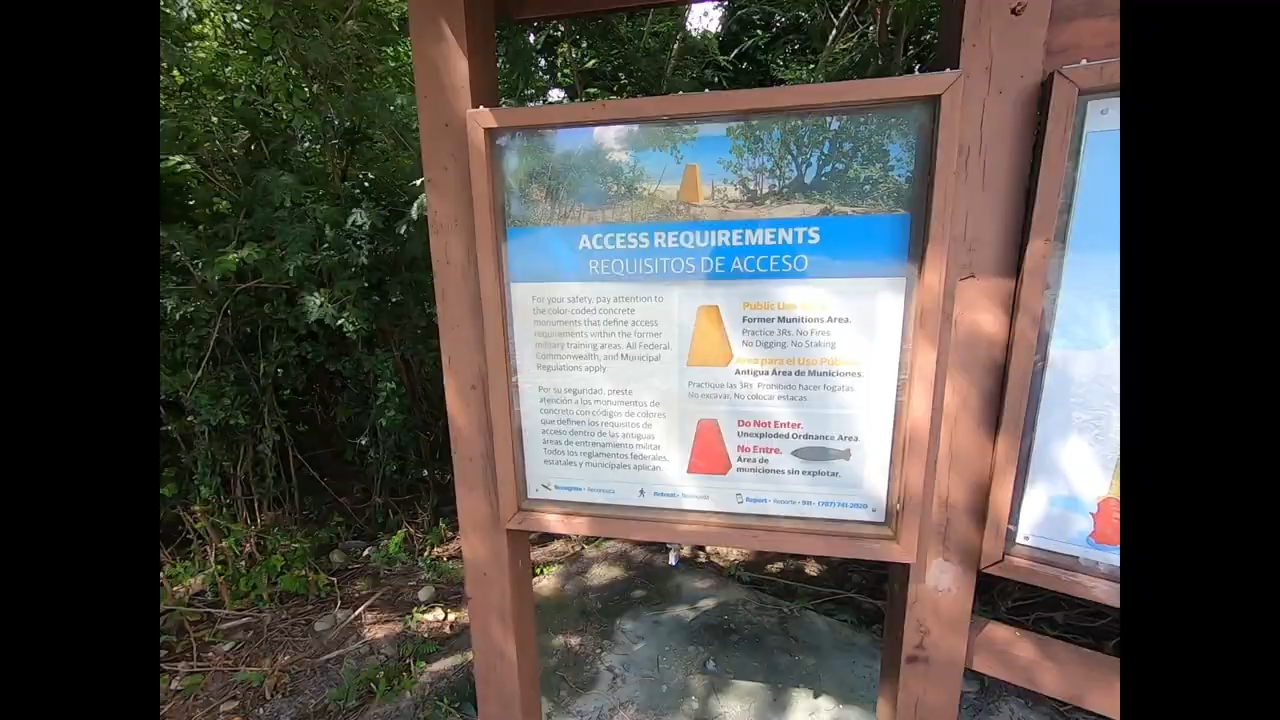 ACCESS REQUIREMENTS
REQUISITOS DE ACCESO
For your safety, pay attention to
the color-coded concrete
monuments that define access
requirements within the former
military training areas. All Federal,
Commonwealth, and Municipal
Regulations apply.
Por su seguridad, preste
atención a los monumentos de
concreto con códigos de colores
que definen los requisitos de
acceso dentro de las antiguas
áreas de entrenamiento militar.
Todos los reglamentos federales,
estatales y municipales aplican.
Public Use
Former Munitions Area.
Practice 3Rs. No Fires
No Digging. No Staking
Área para el Uso Público
Antigua Área de Municiones.
Practique las 3Rs. Prohibido hacer fogatas.
No excavar, No colocar estacas.
Do Not Enter.
Unexploded Ordnance Area.
No Entre.
Área de
municiones sin explotar.
Recognize • Reconozca
Retreat •
Report • Reporte • 911 • (787) 741-2020